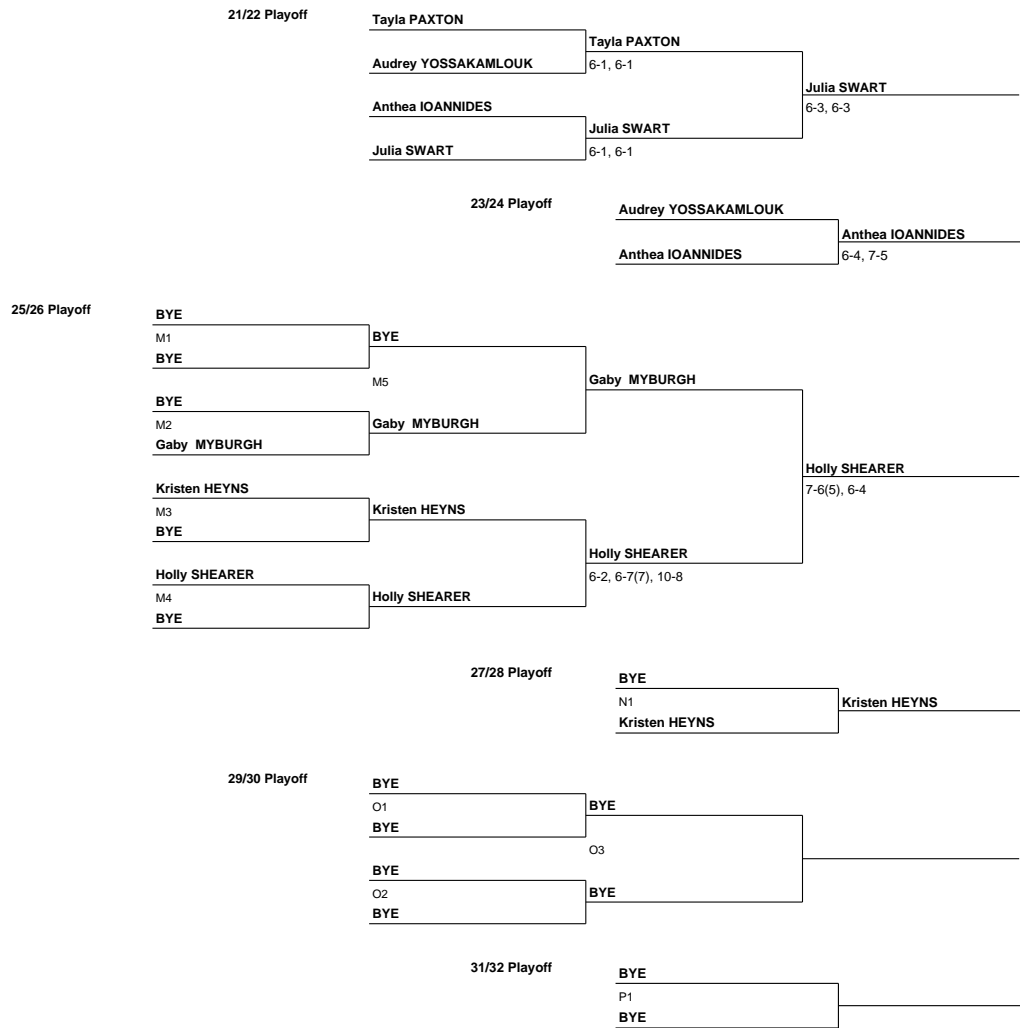 21/22 Playoff
Tayla PAXTON
Tayla PAXTON
Audrey YOSSAKAMLOUK
6-1, 6-1
Julia SWART
Anthea IOANNIDES
6-3, 6-3
Julia SWART
Julia SWART
6-1, 6-1
23/24 Playoff
Audrey YOSSAKAMLOUK
Anthea IOANNIDES
Anthea IOANNIDES
6-4, 7-5
25/26 Playoff
BYE
M1
BYE
BYE
M5
Gaby  MYBURGH
BYE
M2
Gaby  MYBURGH
Gaby  MYBURGH
Holly SHEARER
Kristen HEYNS
7-6(5), 6-4
M3
Kristen HEYNS
BYE
Holly SHEARER
Holly SHEARER
6-2, 6-7(7), 10-8
M4
Holly SHEARER
BYE
27/28 Playoff
BYE
N1
Kristen HEYNS
Kristen HEYNS
29/30 Playoff
BYE
O1
BYE
BYE
O3
BYE
O2
BYE
BYE
31/32 Playoff
BYE
P1
BYE